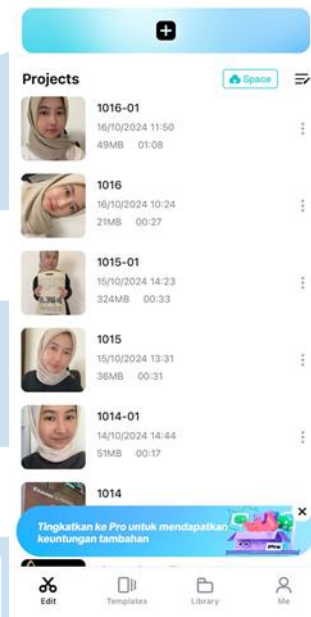 Projects
Space
1016-01
16/10/2024 11:50
49MB 01:08
1016
16/10/2024 10:24
21MB 00:27
1015-01
15/10/2024 14:23
324MB 00:33
1015
15/10/2024 13:31
36MB 00:31
1014-01
14/10/2024 14:44
51MB 00:17
1014
Tingkatkan ke Pro untuk mendapatkan
keuntungan tambahan
Pro
Edit
Templates
Library
Me